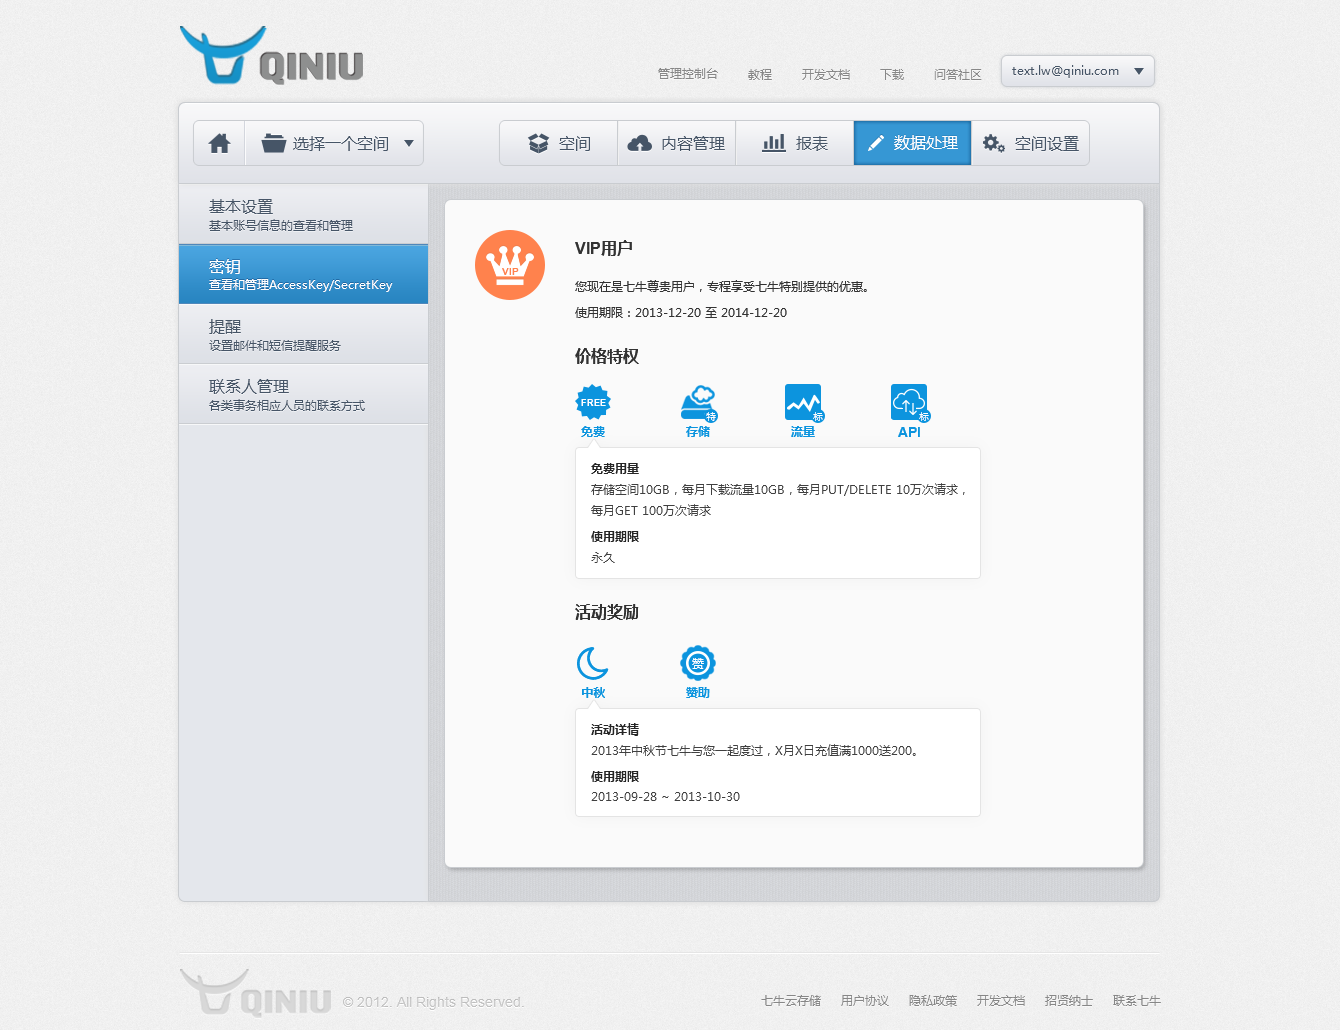 QINIU
管理控制台 教程 开发文档 下载 问答社区 text.lw@qiniu.com
选择一个空间 空间 内容管理 报表 数据处理 空间设置
基本设置
基本账号信息的查看和管理
密钥
查看和管理AccessKey/SecretKey
提醒
设置邮件和短信提醒服务
联系人管理
各类事务相应人员的联系方式
VIP
VIP用户
您现在是七牛尊贵用户，专程享受七牛特别提供的优惠。
使用期限：2013-12-20 至 2014-12-20
价格特权
FREE 特 标 标
免费 存储 流量 API
免费用量
存储空间10GB，每月下载流量10GB，每月PUT/DELETE 10万次请求，
每月GET 100万次请求
使用期限
永久
活动奖励
赞
中秋 赞助
活动详情
2013年中秋节七牛与您一起度过，X月X日充值满1000送200。
使用期限
2013-09-28 ~ 2013-10-30
QINIU © 2012. All Rights Reserved. 七牛云存储 用户协议 隐私政策 开发文档 招贤纳士 联系七牛